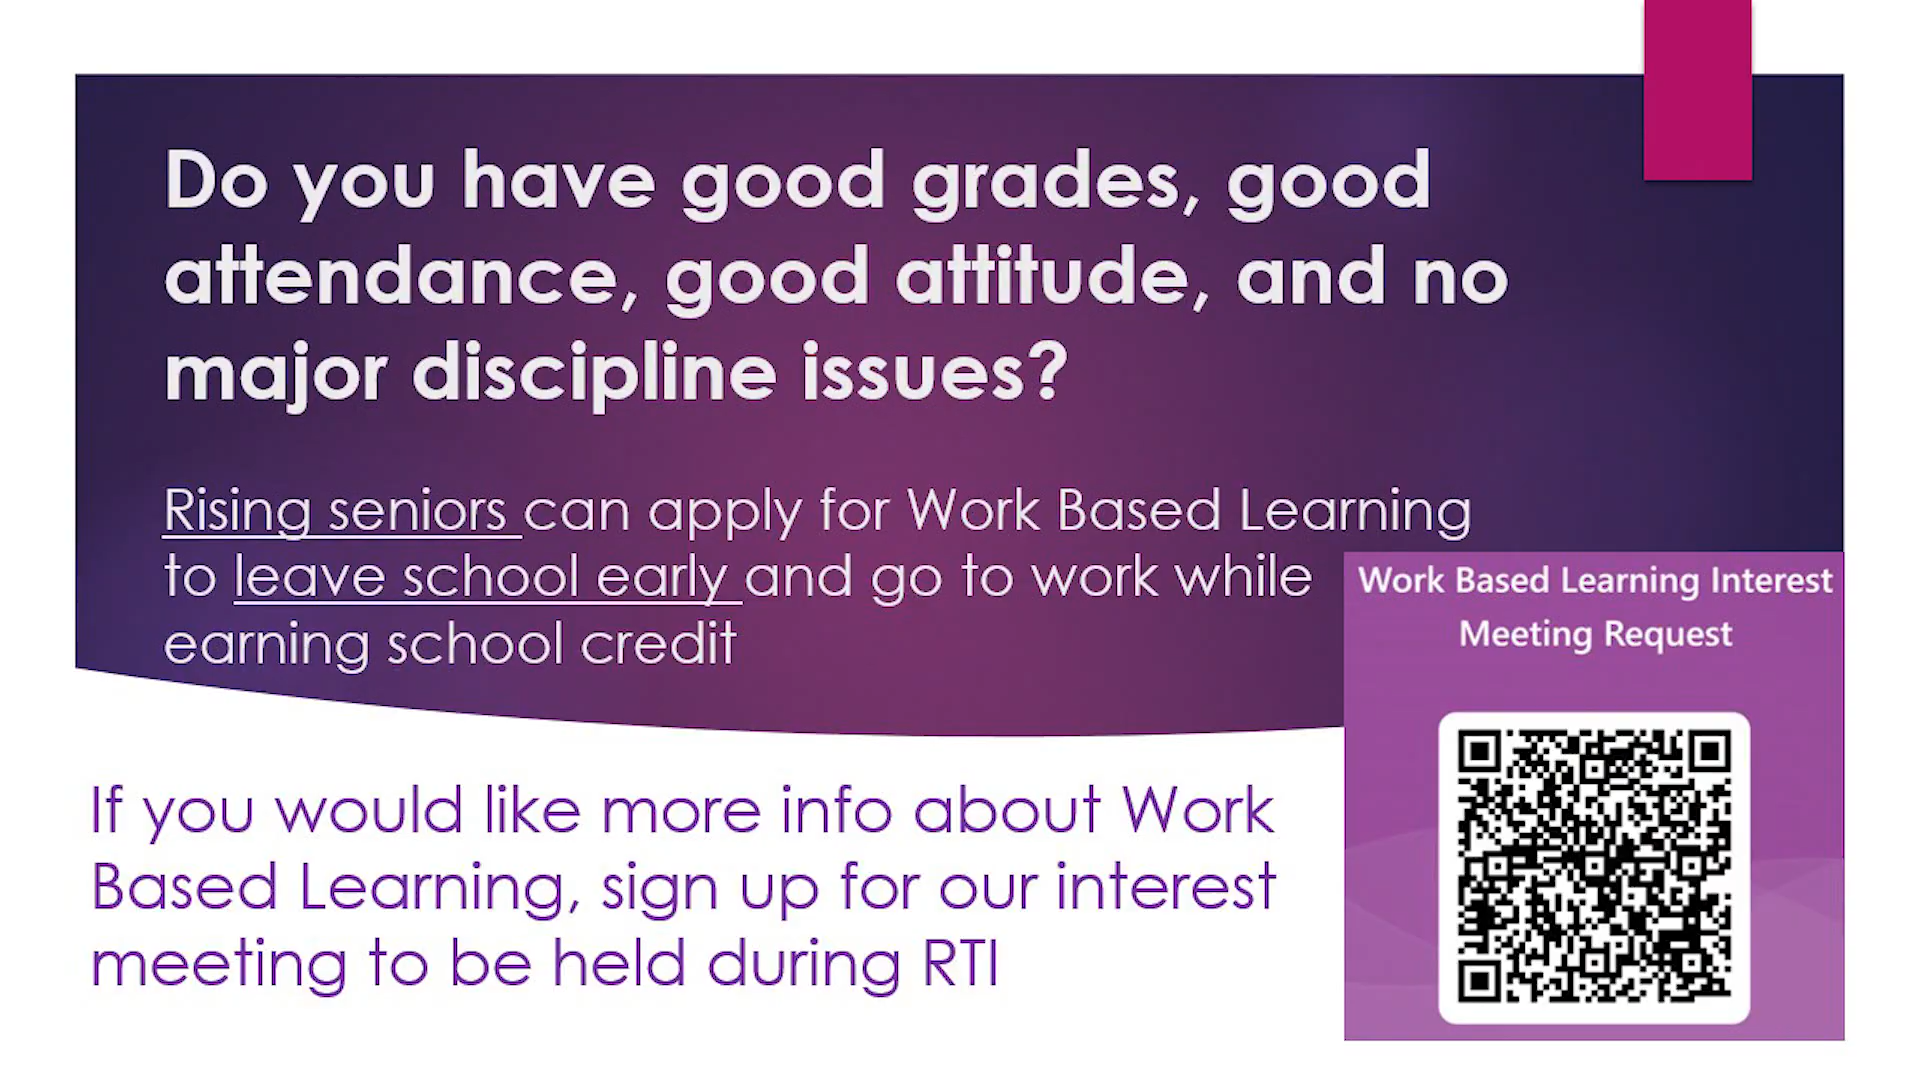 Do you have good grades, good
attendance, good attitude, and no
major discipline issues?
Rising seniors can apply for Work Based Learning
to leave school early and go to work while
earning school credit
Work Based Learning Interest
Meeting Request
If you would like more info about Work
Based Learning, sign up for our interest
meeting to be held during RTI